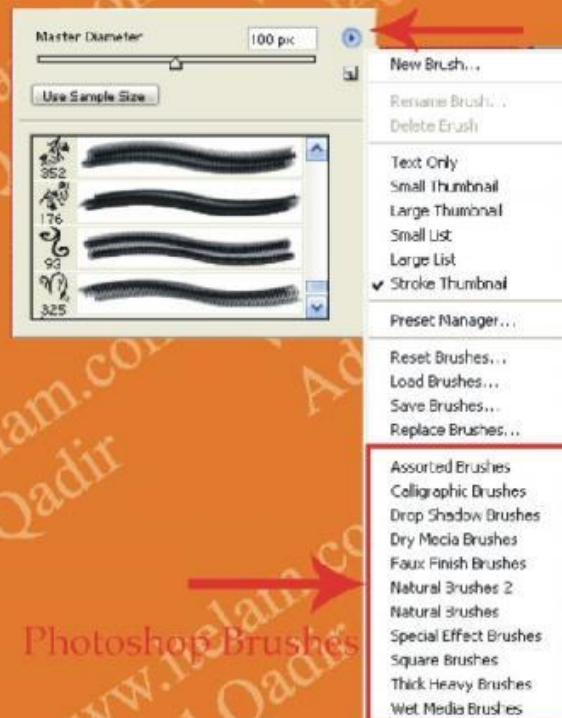 Master Diameter
100 px
Use Sample Size
352
176
93
325
New Brush...
Rename Brush...
Delete Brush
Text Only
Small Thumbnail
Large Thumbnail
Small List
Large List
Stroke Thumbnail
Preset Manager...
Reset Brushes...
Load Brushes...
Save Brushes...
Replace Brushes...
Assorted Brushes
Calligraphic Brushes
Drop Shadow Brushes
Dry Media Brushes
Faux Finish Brushes
Natural Brushes 2
Natural Brushes
Special Effect Brushes
Square Brushes
Thick Heavy Brushes
Wet Media Brushes
Photoshop Brushes
Qadir
Qadir